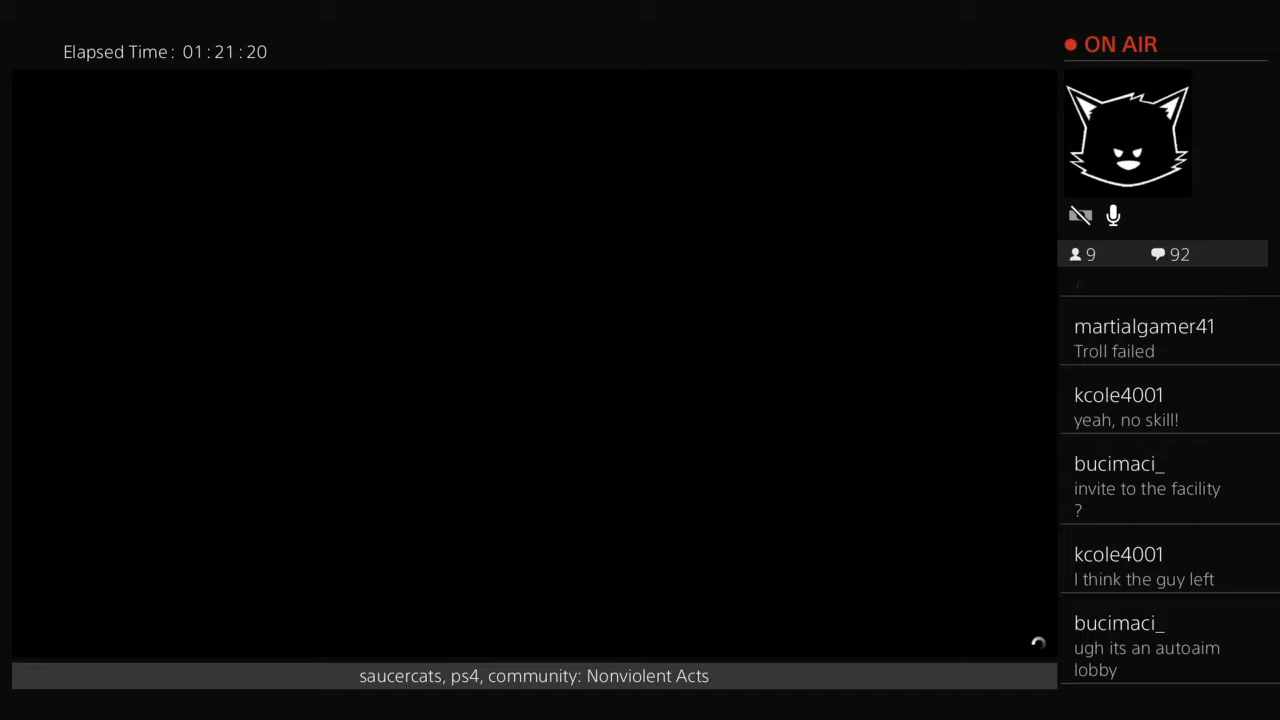 Elapsed Time: 01:21:20
ON AIR
9 92
martialgamer41
Troll failed
kcole4001
yeah, no skill!
bucimaci_
invite to the facility
?
kcole4001
I think the guy left
bucimaci_
ugh its an autoaim
lobby
saucercats, ps4, community: Nonviolent Acts